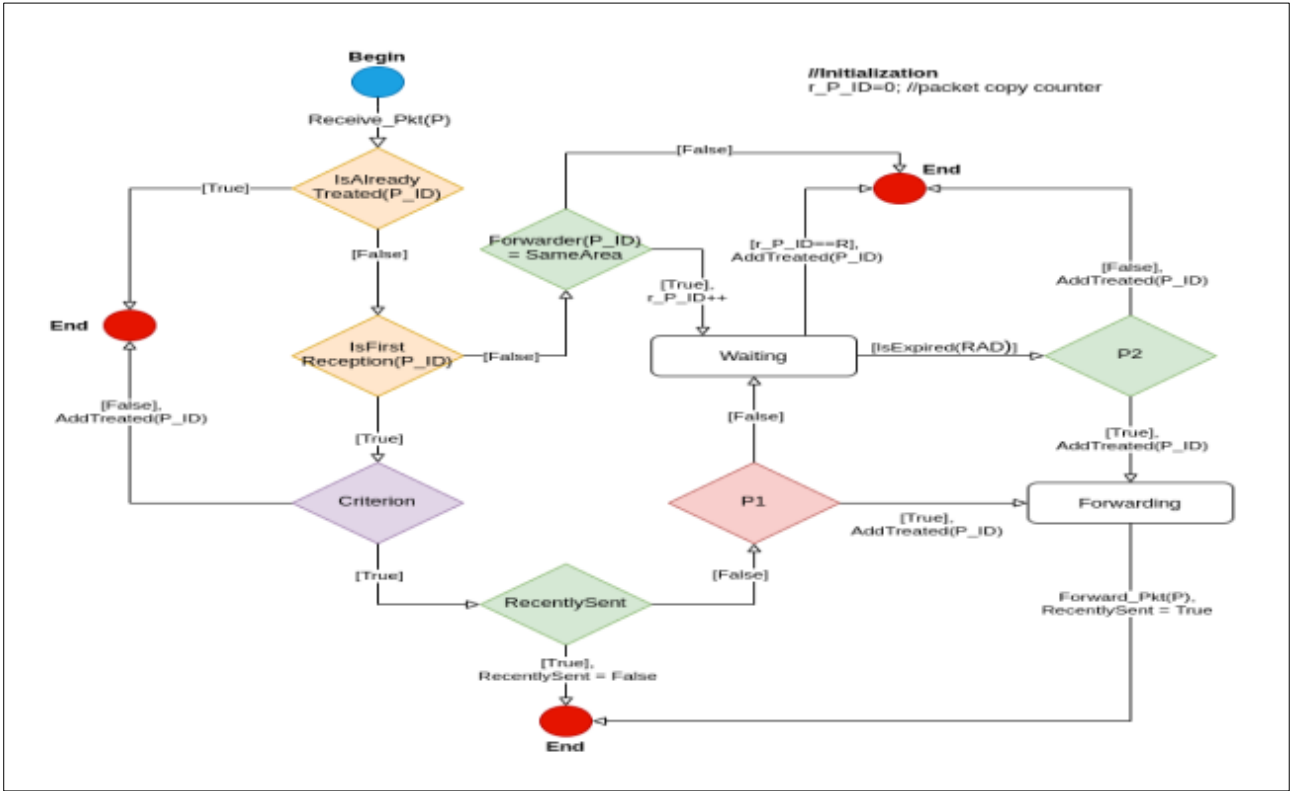 Begin
//Initialization
r_P_ID=0; //packet copy counter
Receive_Pkt(P)
[False]
IsAlready
Treated(P_ID)
[True]
End
Forwarder(P_ID)
= SameArea
[False]
[r_P_ID==R],
AddTreated(P_ID)
[False],
AddTreated(P_ID)
[True],
r_P_ID++
End
IsFirst
Reception(P_ID)
[False]
Waiting
[IsExpired(RAD)]
P2
[False],
AddTreated(P_ID)
[False]
[True]
[True],
AddTreated(P_ID)
Criterion
P1
Forwarding
[True],
AddTreated(P_ID)
[True]
[False]
RecentlySent
Forward_Pkt(P),
RecentlySent = True
[True],
RecentlySent = False
End